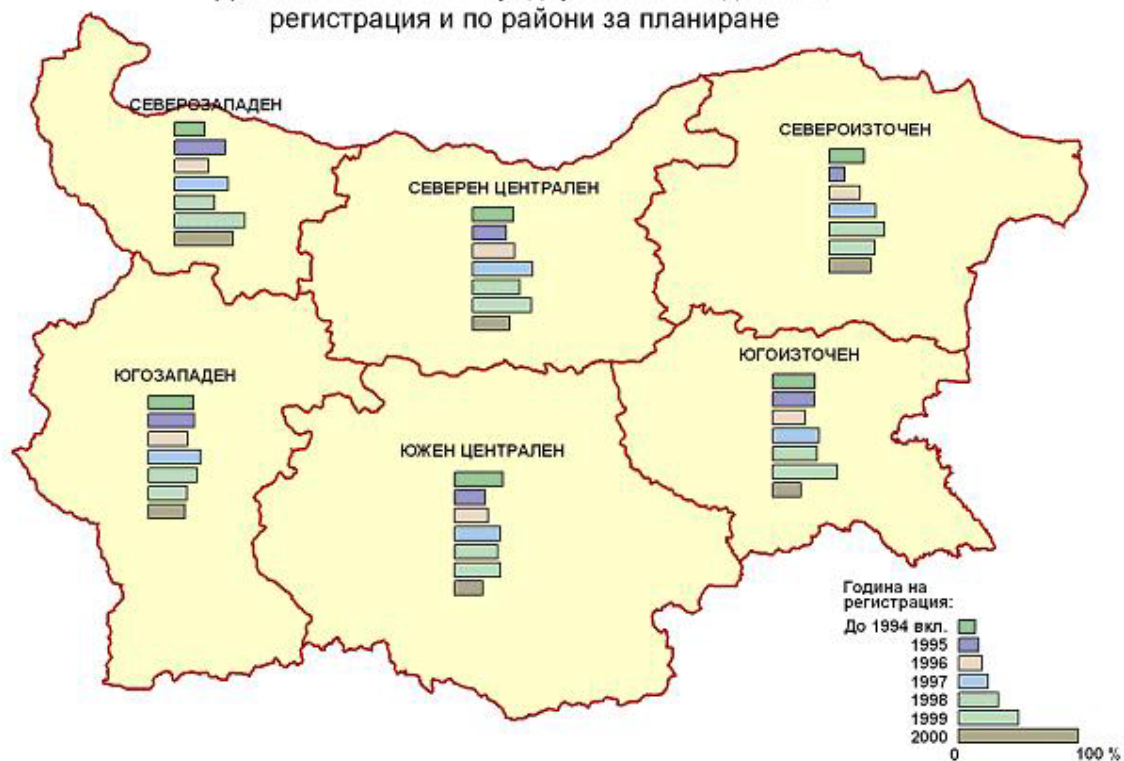 регистрация и по райони за планиране
СЕВЕРОЗАПАДЕН
СЕВЕРОИЗТОЧЕН
СЕВЕРЕН ЦЕНТРАЛЕН
ЮГОЗАПАДЕН
ЮГОИЗТОЧЕН
ЮЖЕН ЦЕНТРАЛЕН
Година на
регистрация:
До 1994 вкл.
1995
1996
1997
1998
1999
2000
0 100 %